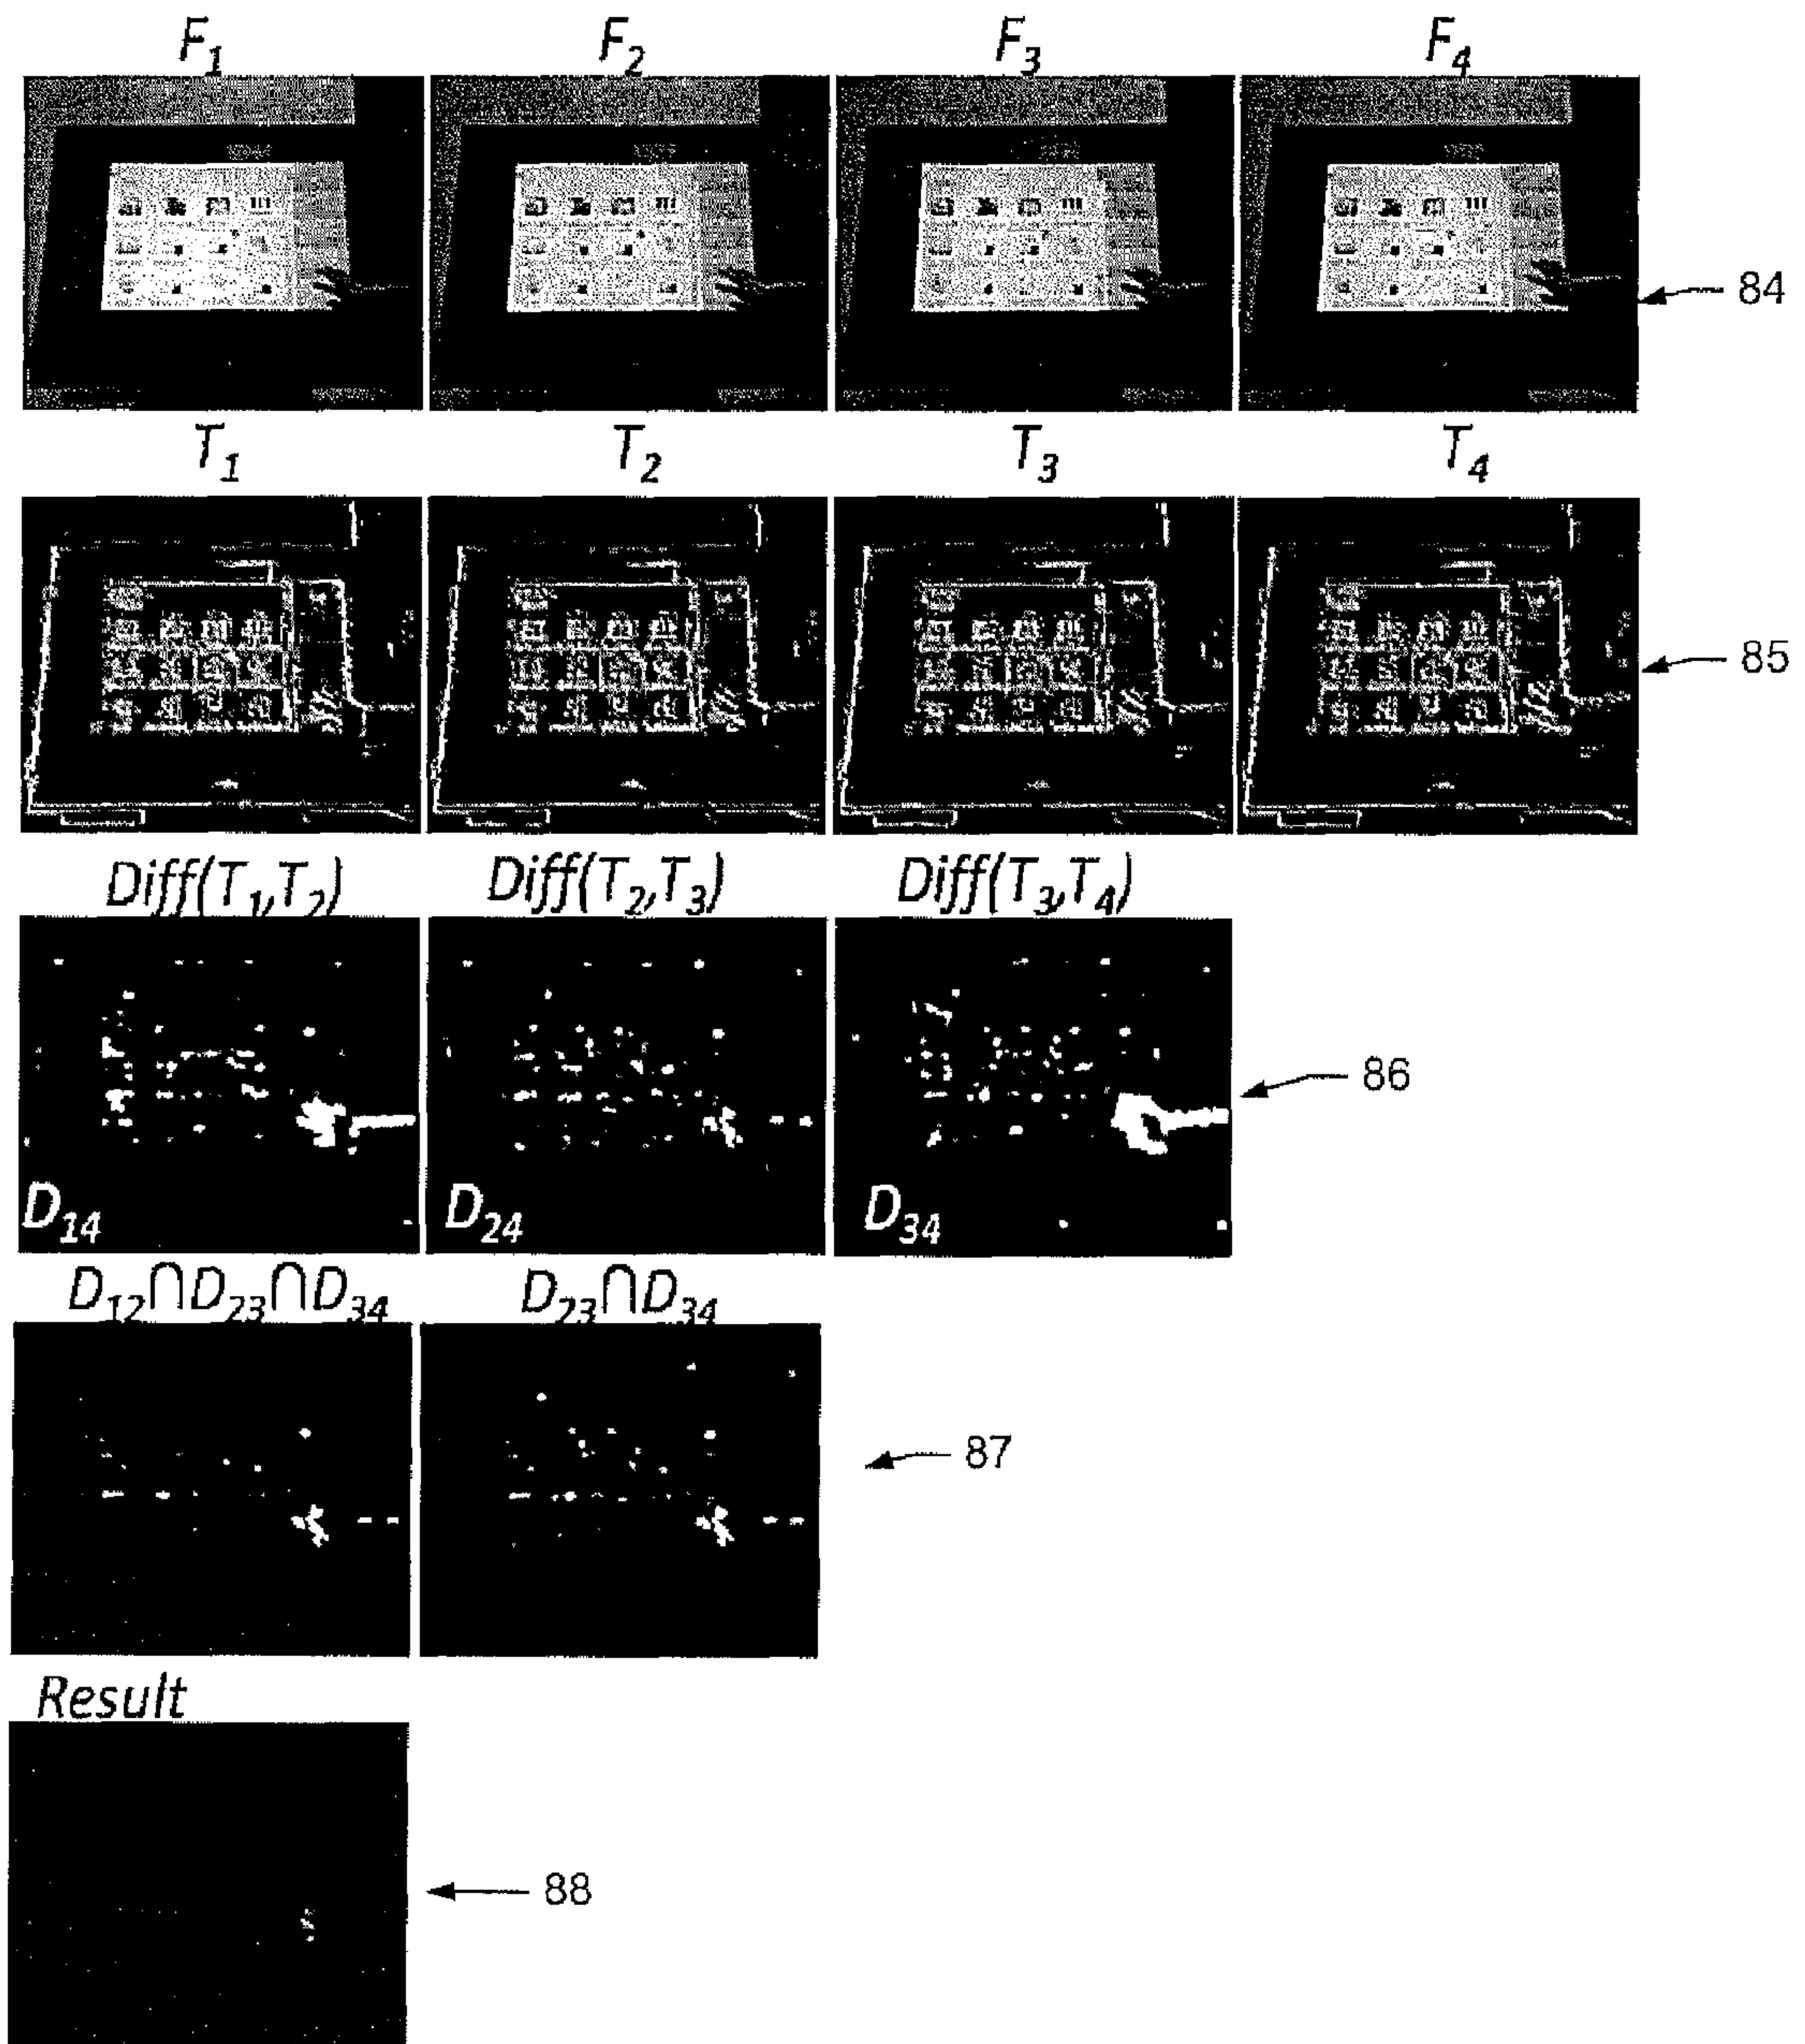 F₁ F₂ F₃ F₄
84
T₁ T₂ T₃ T₄
85
Diff(T₁,T₂) Diff(T₂,T₃) Diff(T₃,T₄)
86
D₁₄ D₂₄ D₃₄
D₁₂∩D₂₃∩D₃₄ D₂₃∩D₃₄
87
Result
88